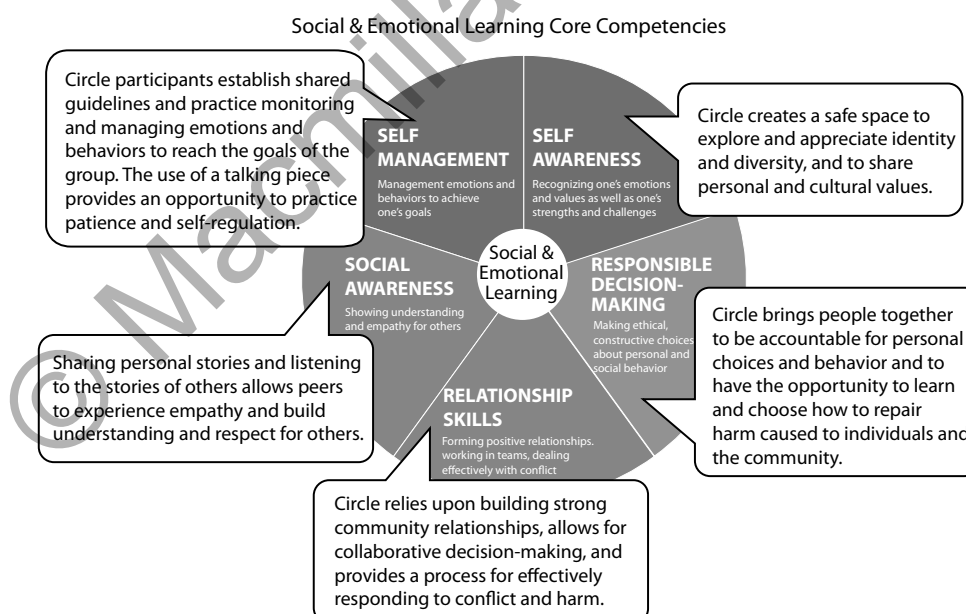 Social & Emotional Learning Core Competencies
Circle participants establish shared
guidelines and practice monitoring
and managing emotions and
behaviors to reach the goals of the
group. The use of a talking piece
provides an opportunity to practice
patience and self-regulation.
SELF
MANAGEMENT
Management emotions and
behaviors to achieve
one's goals
SELF
AWARENESS
Recognizing one's emotions
and values as well as one's
strengths and challenges
Circle creates a safe space to
explore and appreciate identity
and diversity, and to share
personal and cultural values.
Social &
Emotional
Learning
SOCIAL
AWARENESS
Showing understanding
and empathy for others
RESPONSIBLE
DECISION-
MAKING
Making ethical,
constructive choices
about personal and
social behavior
Sharing personal stories and listening
to the stories of others allows peers
to experience empathy and build
understanding and respect for others.
Circle brings people together
to be accountable for personal
choices and behavior and to
have the opportunity to learn
and choose how to repair
harm caused to individuals and
the community.
RELATIONSHIP
SKILLS
Forming positive relationships.
working in teams, dealing
effectively with conflict
Circle relies upon building strong
community relationships, allows for
collaborative decision-making, and
provides a process for effectively
responding to conflict and harm.